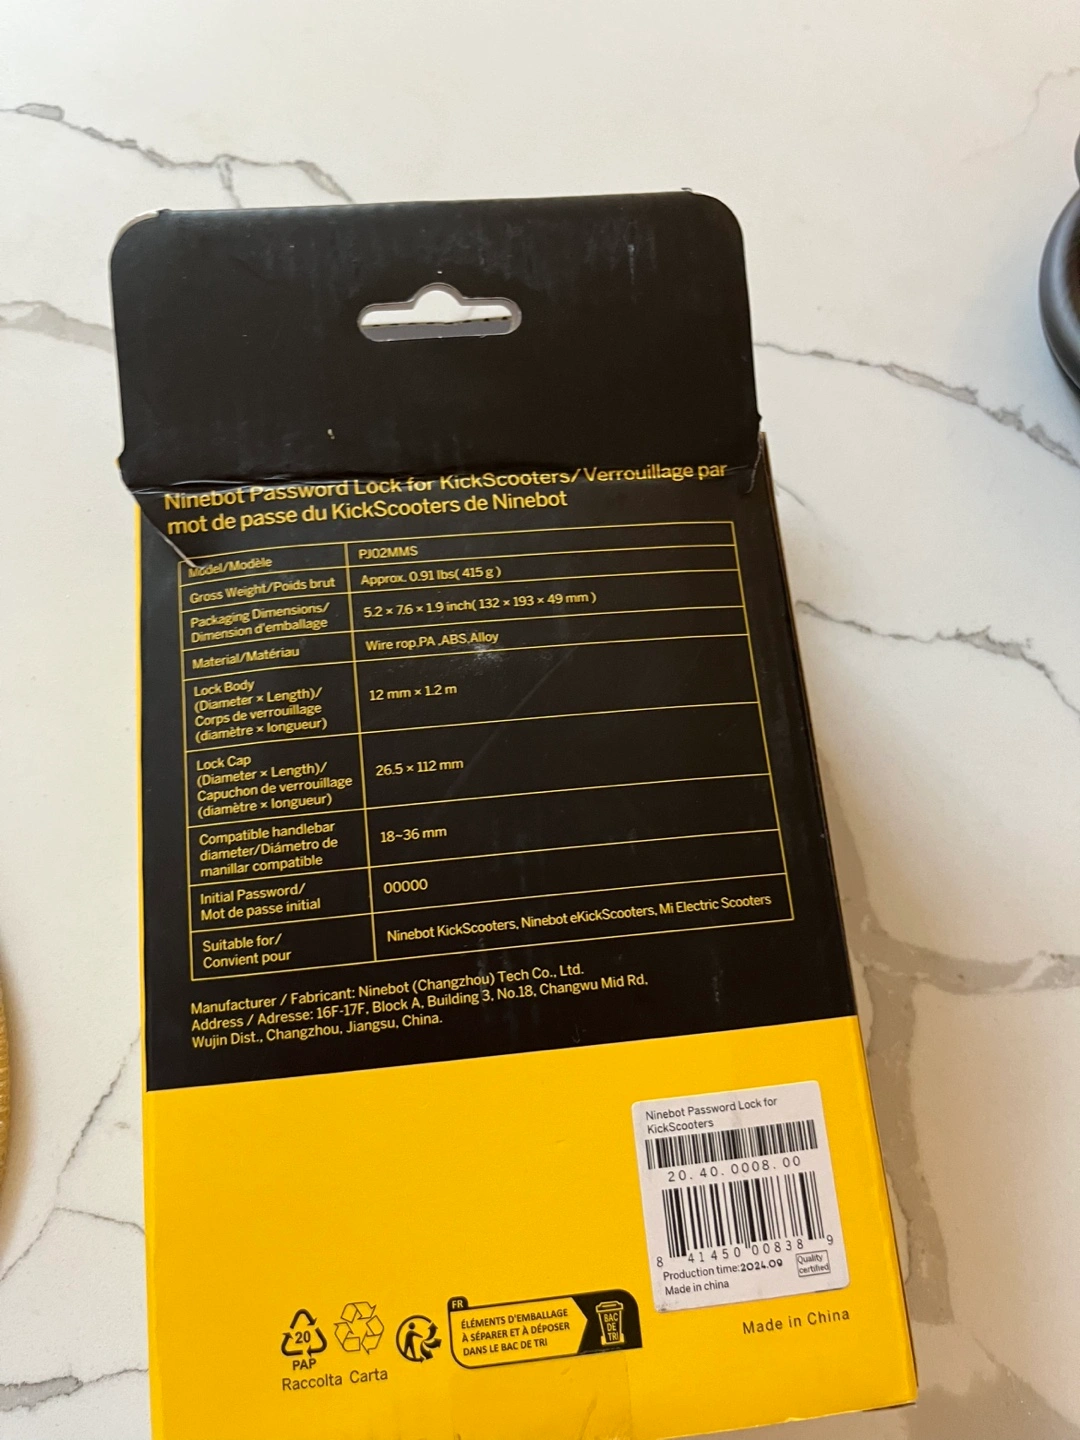 Ninebot Password Lock for KickScooters/Verrouillage par
mot de passe du KickScooters de Ninebot
Model/Modèle
PJ02MMS
Gross Weight/Poids brut
Approx. 0.91 lbs( 415 g )
Packaging Dimensions/
Dimension d'emballage
5.2 × 7.6 × 1.9 inch( 132 × 193 × 49 mm )
Material/Matériau
Wire rop,PA ,ABS,Alloy
Lock Body
(Diameter × Length)/
Corps de verrouillage
(diamètre × longueur)
12 mm × 1.2 m
Lock Cap
(Diameter × Length)/
Capuchon de verrouillage
(diamètre × longueur)
26.5 × 112 mm
Compatible handlebar
diameter/Diámetro de
manillar compatible
18~36 mm
Initial Password/
Mot de passe initial
00000
Suitable for/
Convient pour
Ninebot KickScooters, Ninebot eKickScooters, Mi Electric Scooters
Manufacturer / Fabricant: Ninebot (Changzhou) Tech Co., Ltd.
Address / Adresse: 16F-17F, Block A, Building 3, No.18, Changwu Mid Rd,
Wujin Dist., Changzhou, Jiangsu, China.
Ninebot Password Lock for
KickScooters
20.40.0008.00
8 41450 00838 9
Production time:2024.09
Quality
certified
Made in china
Made in China
20
PAP
Raccolta Carta
FR
ÉLÉMENTS D'EMBALLAGE
À SÉPARER ET À DÉPOSER
DANS LE BAC DE TRI
BAC
DE
TRI